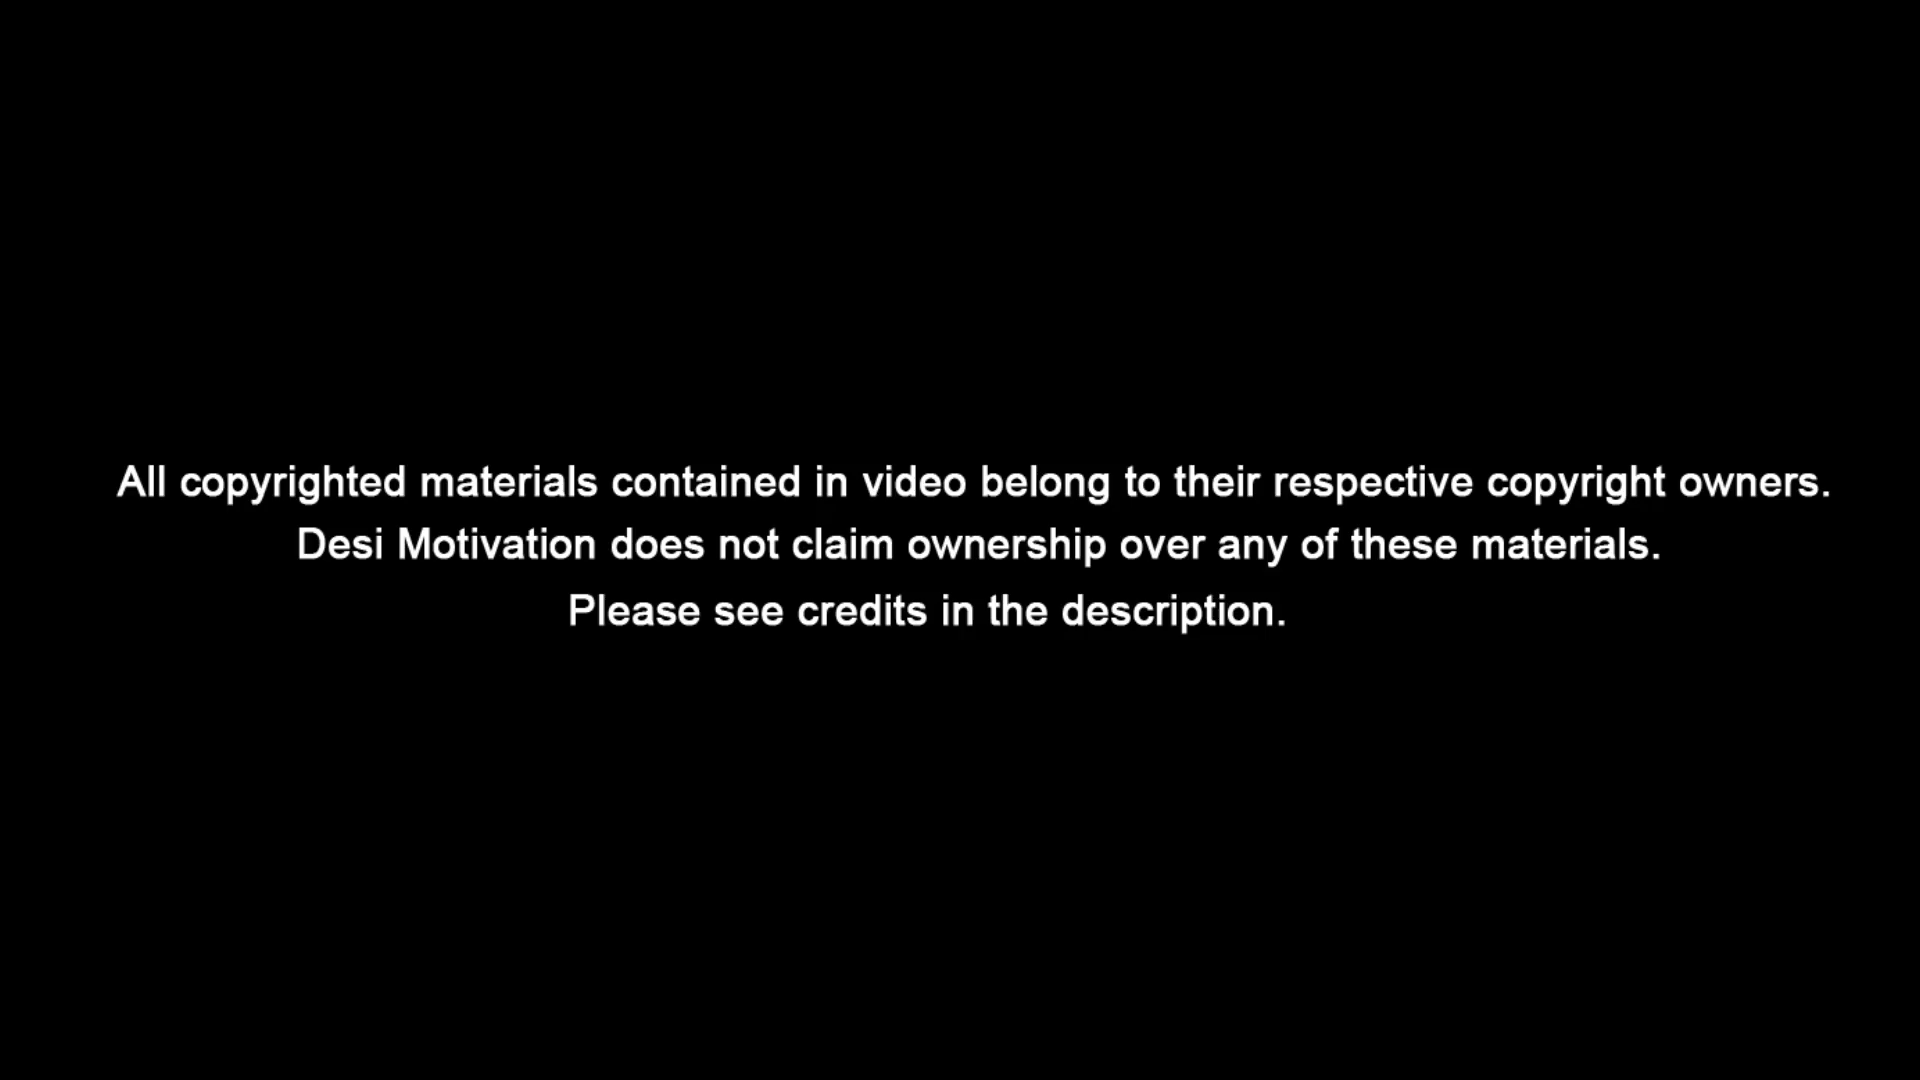 All copyrighted materials contained in video belong to their respective copyright owners.
Desi Motivation does not claim ownership over any of these materials.
Please see credits in the description.